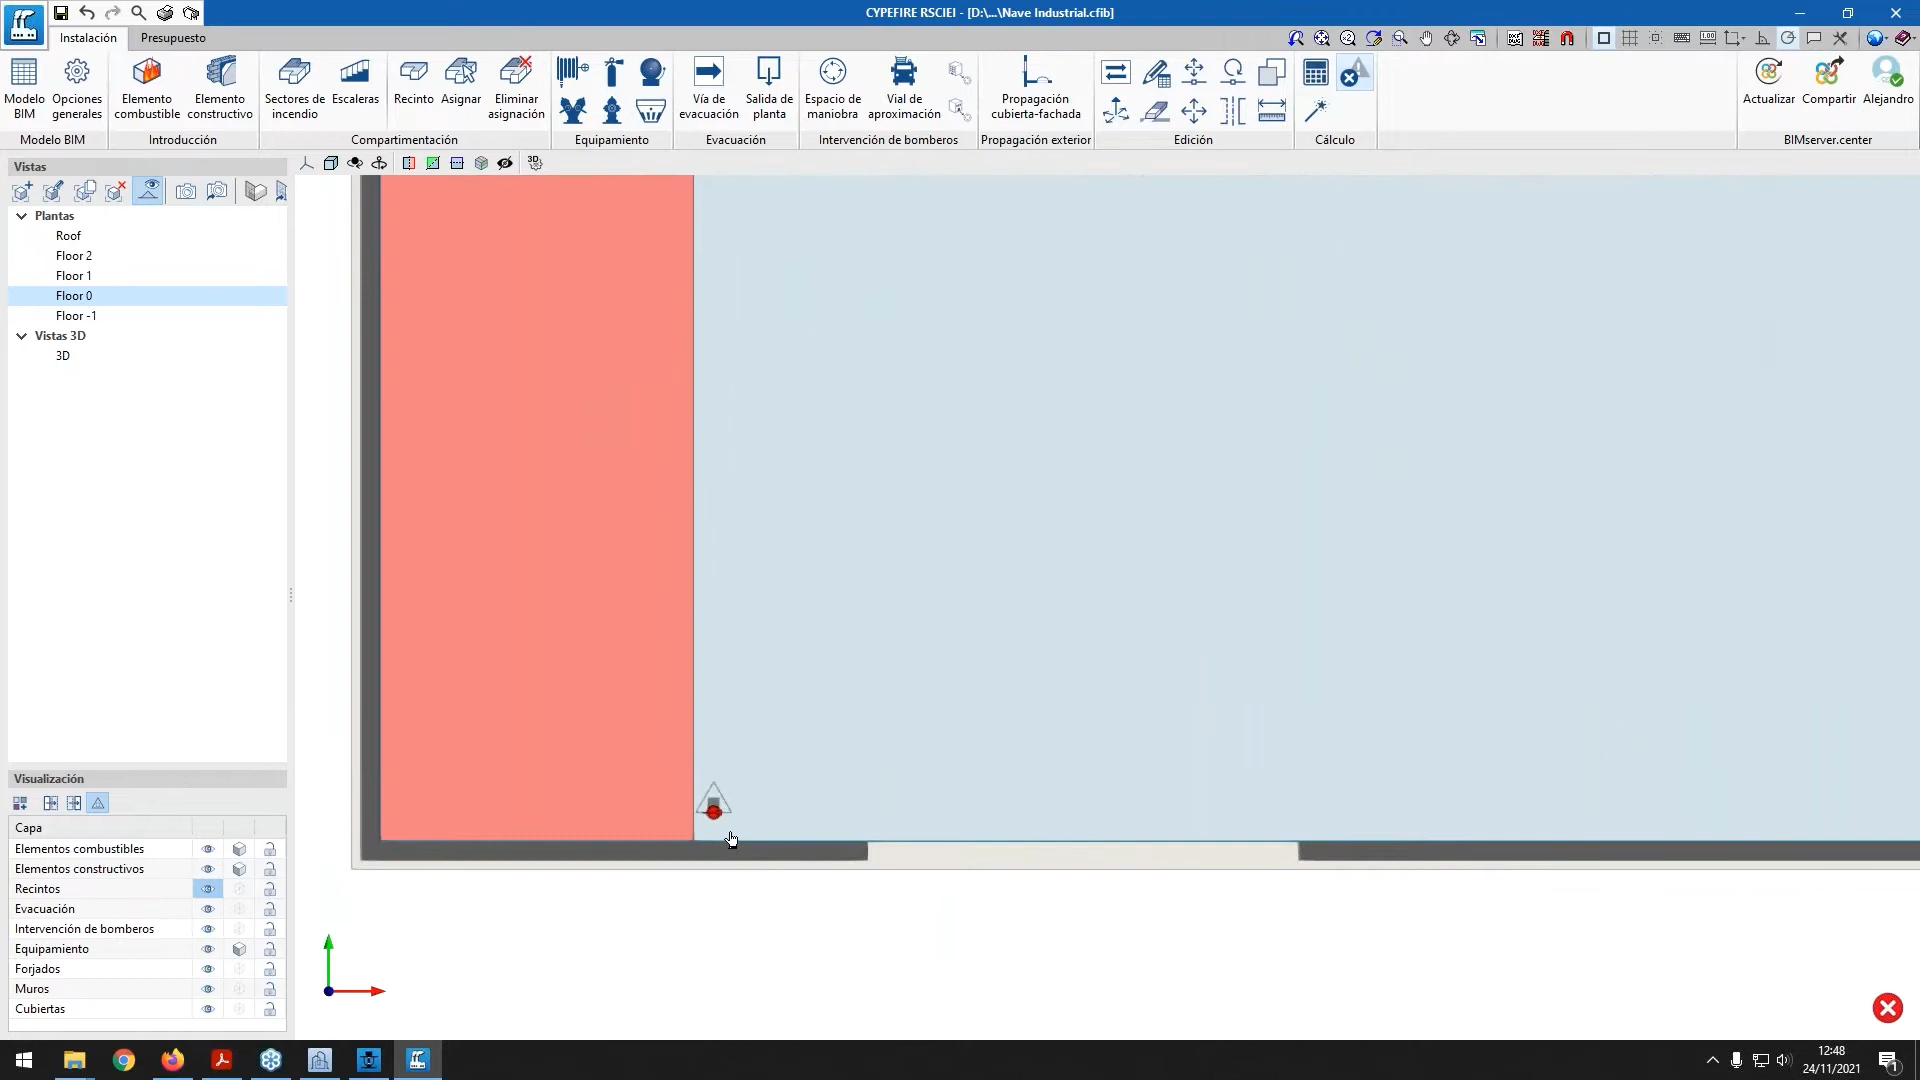 CYPEFIRE RSCIEI - [D:\...\Nave Industrial.cfib]
Instalación
Presupuesto
Modelo BIM
Opciones generales
Elemento combustible
Elemento constructivo
Sectores de incendio
Escaleras
Recinto
Asignar
Eliminar asignación
Vía de evacuación
Salida de planta
Espacio de maniobra
Vial de aproximación
Propagación cubierta-fachada
Actualizar
Compartir
Alejandro
Modelo BIM
Introducción
Compartimentación
Equipamiento
Evacuación
Intervención de bomberos
Propagación exterior
Edición
Cálculo
BIMserver.center
Vistas
3D
Plantas
Roof
Floor 2
Floor 1
Floor 0
Floor -1
Vistas 3D
3D
Visualización
Capa
Elementos combustibles
Elementos constructivos
Recintos
Evacuación
Intervención de bomberos
Equipamiento
Forjados
Muros
Cubiertas
12:48
24/11/2021
1